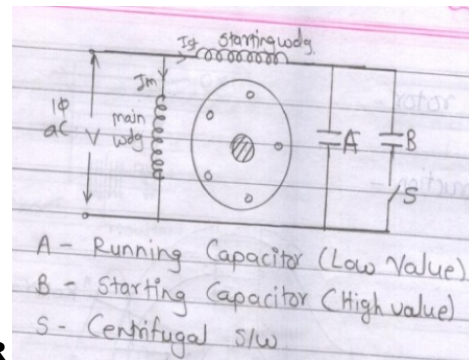 Ist starting wdg.
Im
1φ
ac V
main
wdg
A
B
S
A - Running Capacitor (Low Value)
B - Starting Capacitor (High value)
S - Centrifugal S/W
R